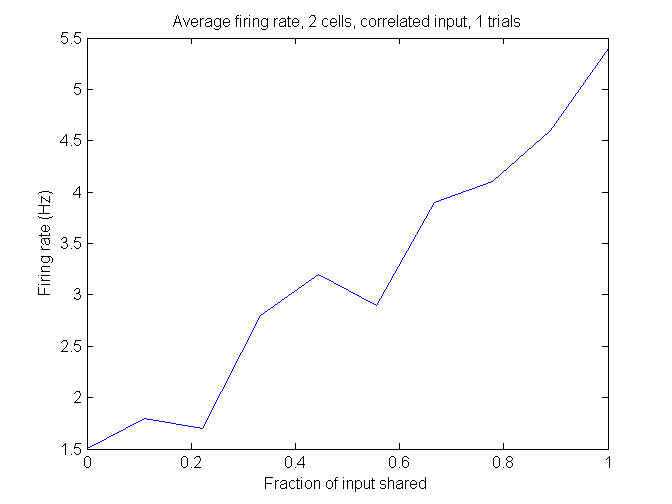 Average firing rate, 2 cells, correlated input, 1 trials
5.5
5
4.5
4
3.5
3
2.5
2
1.5
Firing rate (Hz)
0 0.2 0.4 0.6 0.8 1
Fraction of input shared